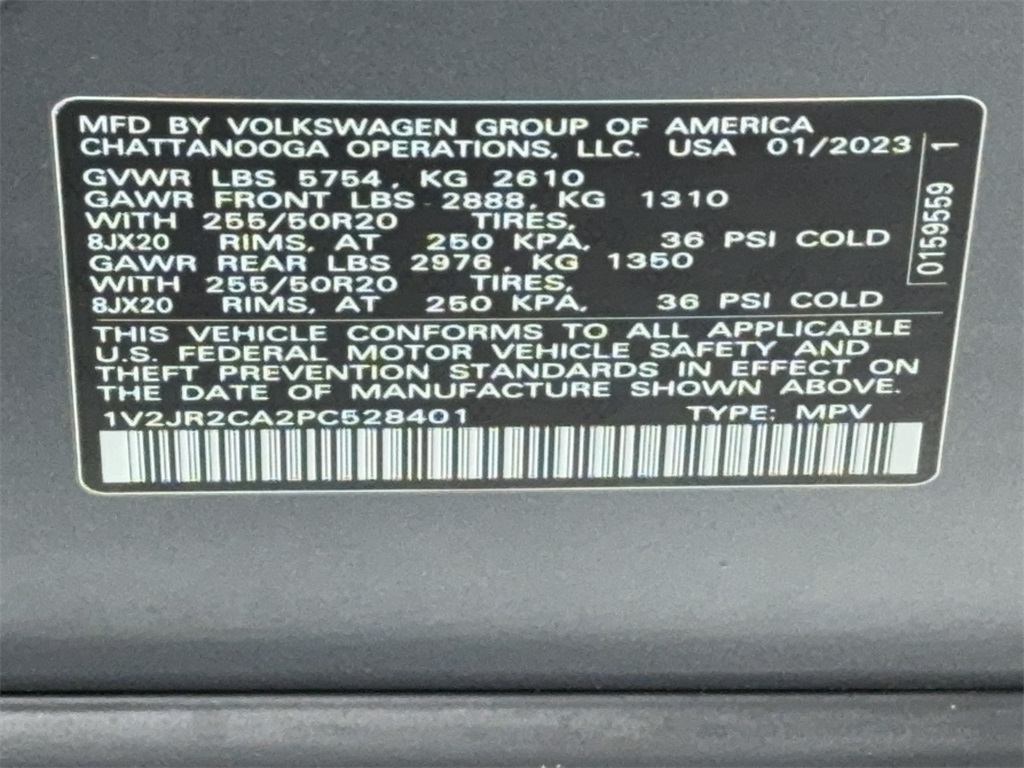 MFD BY VOLKSWAGEN GROUP OF AMERICA
CHATTANOOGA OPERATIONS, LLC. USA 01/2023
GVWR LBS 5754, KG 2610
GAWR FRONT LBS 2888, KG 1310
WITH 255/50R20 TIRES,
8JX20 RIMS, AT 250 KPA, 36 PSI COLD
GAWR REAR LBS 2976, KG 1350
WITH 255/50R20 TIRES,
8JX20 RIMS, AT 250 KPA, 36 PSI COLD
THIS VEHICLE CONFORMS TO ALL APPLICABLE
U.S. FEDERAL MOTOR VEHICLE SAFETY AND
THEFT PREVENTION STANDARDS IN EFFECT ON
THE DATE OF MANUFACTURE SHOWN ABOVE.
1V2JR2CA2PC528401 TYPE: MPV
0159559 1